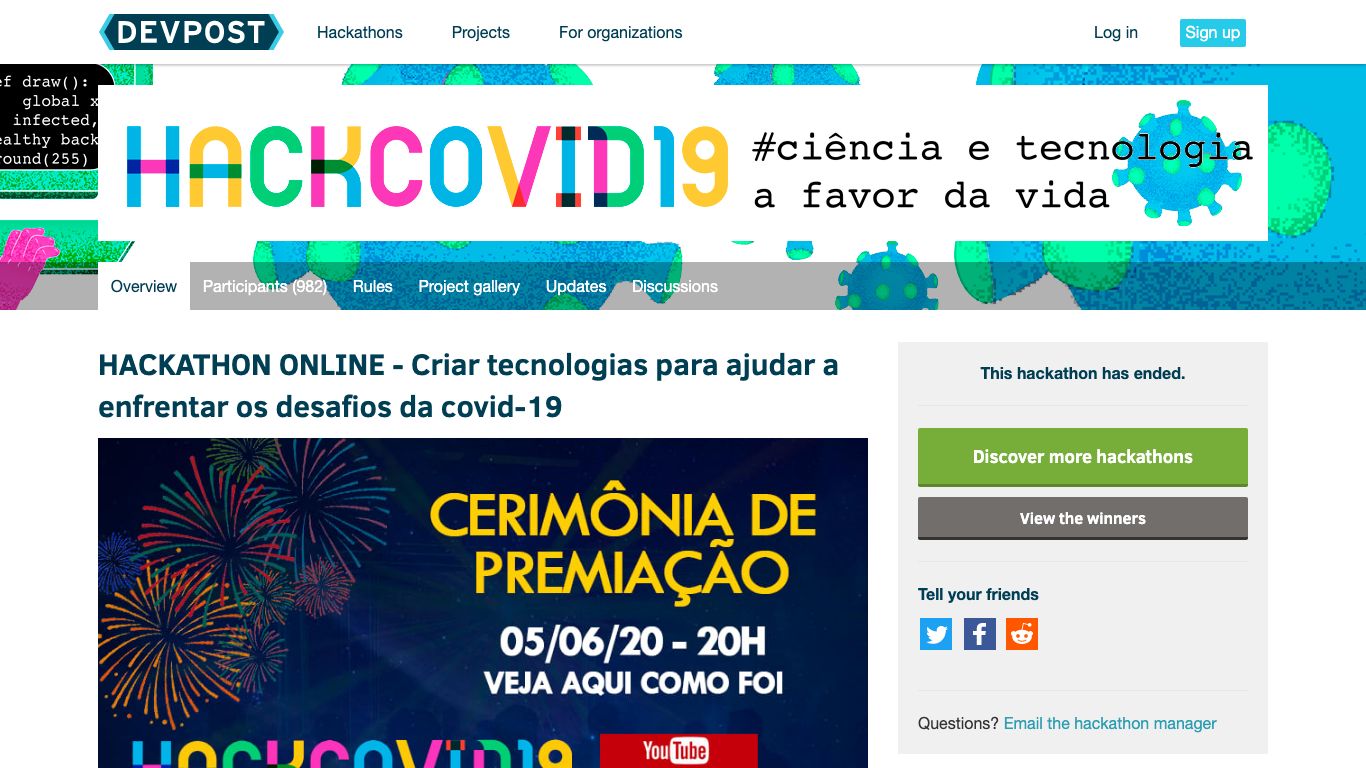 DEVPOST
Hackathons
Projects
For organizations
Log in
Sign up
ef draw():
global x
infected,
ealthy back
round(255)
HACKCOVID19
#ciência e tecnologia
a favor da vida
Overview
Participants (982)
Rules
Project gallery
Updates
Discussions
HACKATHON ONLINE - Criar tecnologias para ajudar a
enfrentar os desafios da covid-19
CERIMÔNIA DE
PREMIAÇÃO
05/06/20 - 20H
VEJA AQUI COMO FOI
HACKCOVID19
YouTube
This hackathon has ended.
Discover more hackathons
View the winners
Tell your friends
Questions? Email the hackathon manager